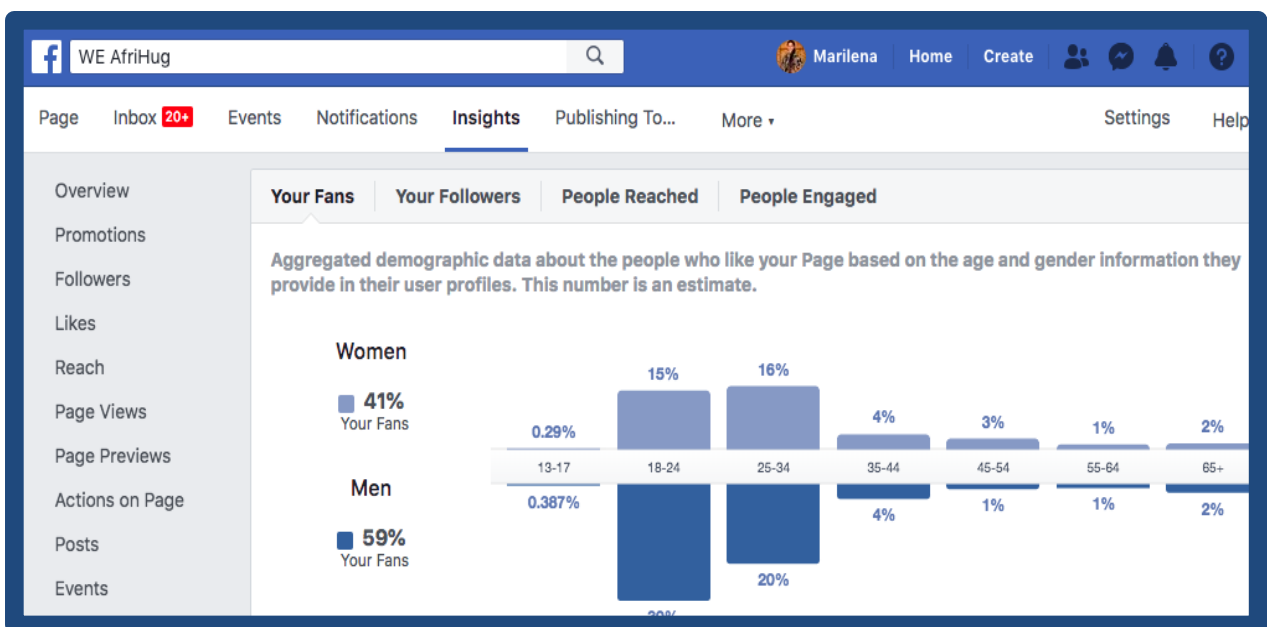 f WE AfriHug Marilena Home Create ?
Page Inbox 20+ Events Notifications Insights Publishing To... More ▾ Settings Help
Overview
Promotions
Followers
Likes
Reach
Page Views
Page Previews
Actions on Page
Posts
Events
Your Fans Your Followers People Reached People Engaged
Aggregated demographic data about the people who like your Page based on the age and gender information they
provide in their user profiles. This number is an estimate.
Women
41%
Your Fans
0.29% 15% 16% 4% 3% 1% 2%
13-17 18-24 25-34 35-44 45-54 55-64 65+
Men
59%
Your Fans
0.387% 20% 4% 1% 1% 2%